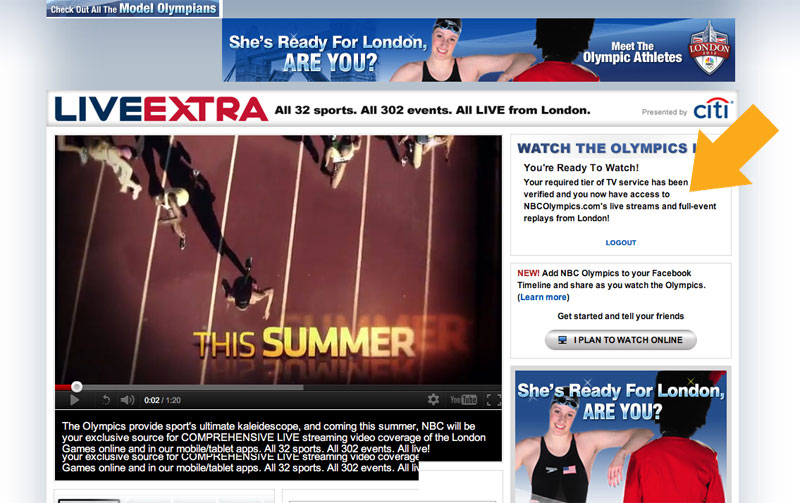 Check Out All The Model Olympians
She's Ready For London,
ARE YOU?
Meet The
Olympic Athletes
LONDON
2012
LIVEEXTRA All 32 sports. All 302 events. All LIVE from London.
Presented by citi
THIS SUMMER
0:02 / 1:20
YouTube
The Olympics provide sport's ultimate kaleidescope, and coming this summer, NBC will be
your exclusive source for COMPREHENSIVE LIVE streaming video coverage of the London
Games online and in our mobile/tablet apps. All 32 sports. All 302 events. All live!
your exclusive source for COMPREHENSIVE LIVE streaming video coverage
Games online and in our mobile/tablet apps. All 32 sports. All 302 events. All liv
WATCH THE OLYMPICS
You're Ready To Watch!
Your required tier of TV service has been
verified and you now have access to
NBCOlympics.com's live streams and full-event
replays from London!
LOGOUT
NEW! Add NBC Olympics to your Facebook
Timeline and share as you watch the Olympics.
(Learn more)
Get started and tell your friends
I PLAN TO WATCH ONLINE
She's Ready For London,
ARE YOU?